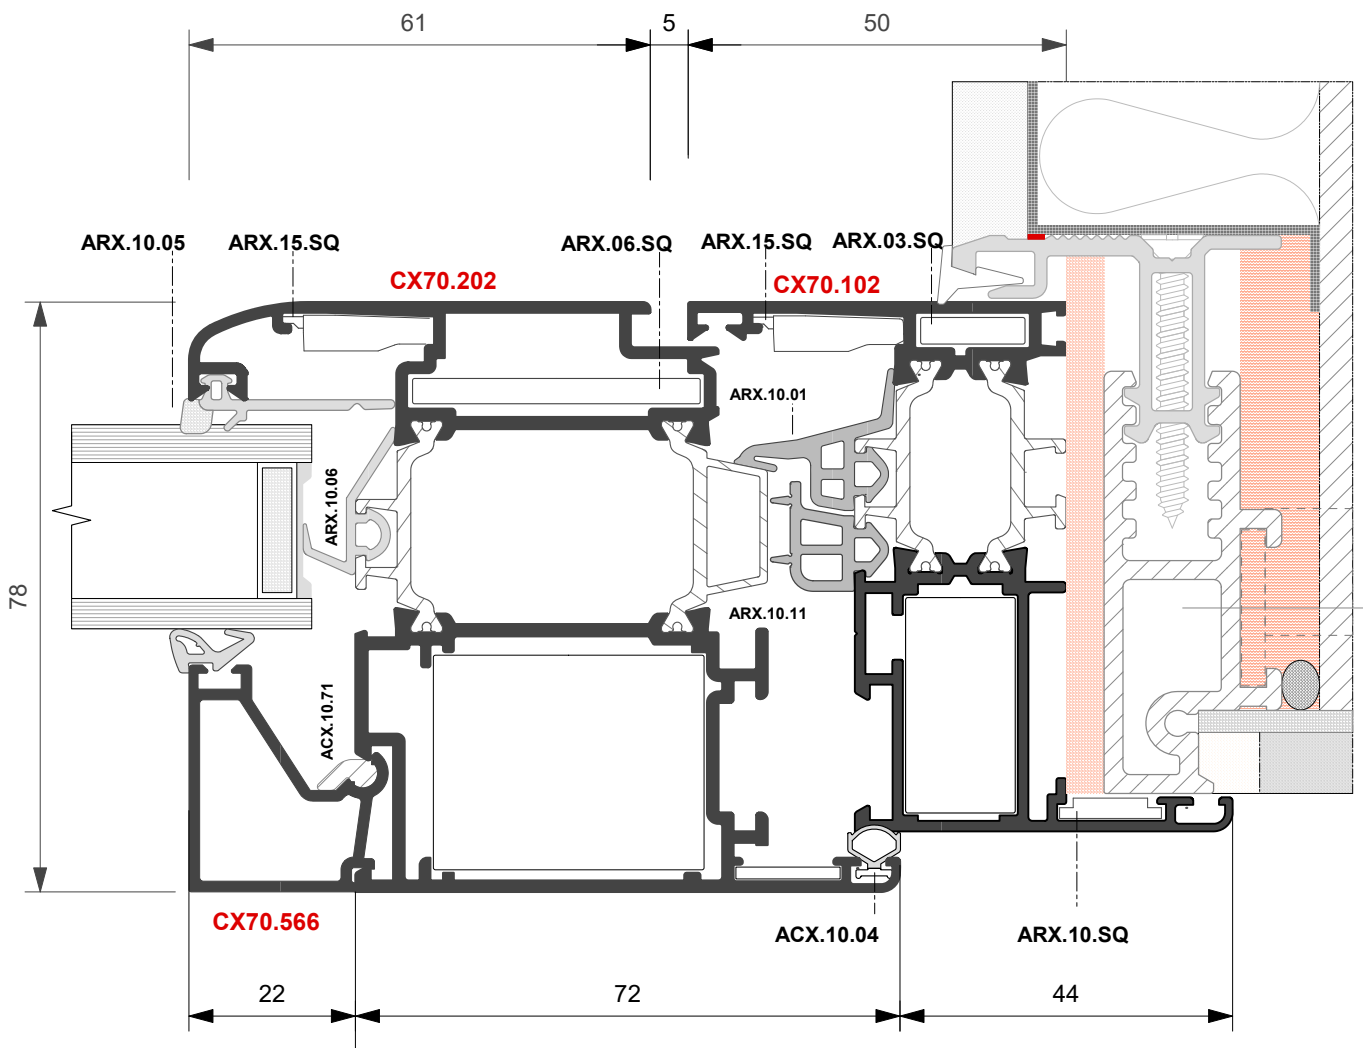 61
5
50
ARX.10.05
ARX.15.SQ
ARX.06.SQ
ARX.15.SQ
ARX.03.SQ
CX70.202
CX70.102
ARX.10.01
ARX.10.06
78
ARX.10.11
ACX.10.71
CX70.566
ACX.10.04
ARX.10.SQ
22
72
44